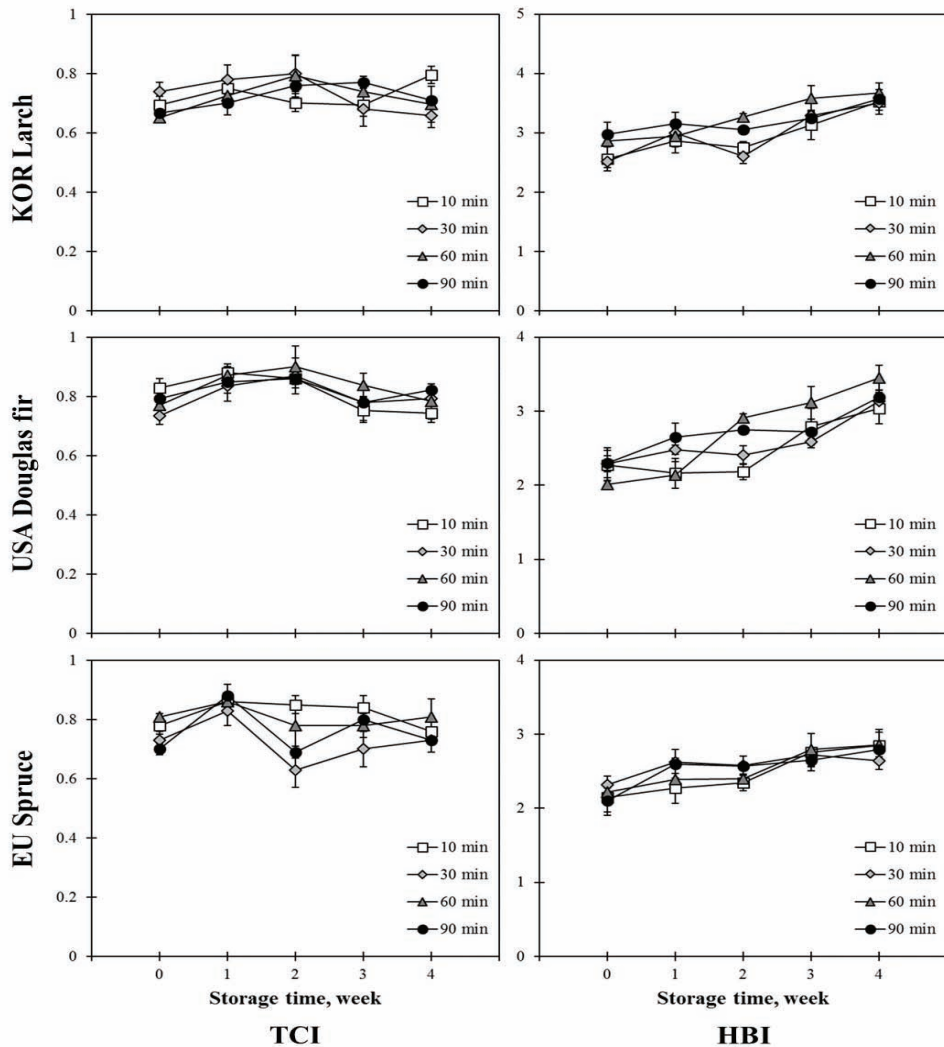 KOR Larch
1
0.8
0.6
0.4
0.2
0
10 min
30 min
60 min
90 min
5
4
3
2
1
0
10 min
30 min
60 min
90 min
USA Douglas fir
1
0.8
0.6
0.4
0.2
0
10 min
30 min
60 min
90 min
4
3
2
1
0
10 min
30 min
60 min
90 min
EU Spruce
1
0.8
0.6
0.4
0.2
0
10 min
30 min
60 min
90 min
0 1 2 3 4
Storage time, week
TCI
4
3
2
1
0
10 min
30 min
60 min
90 min
0 1 2 3 4
Storage time, week
HBI